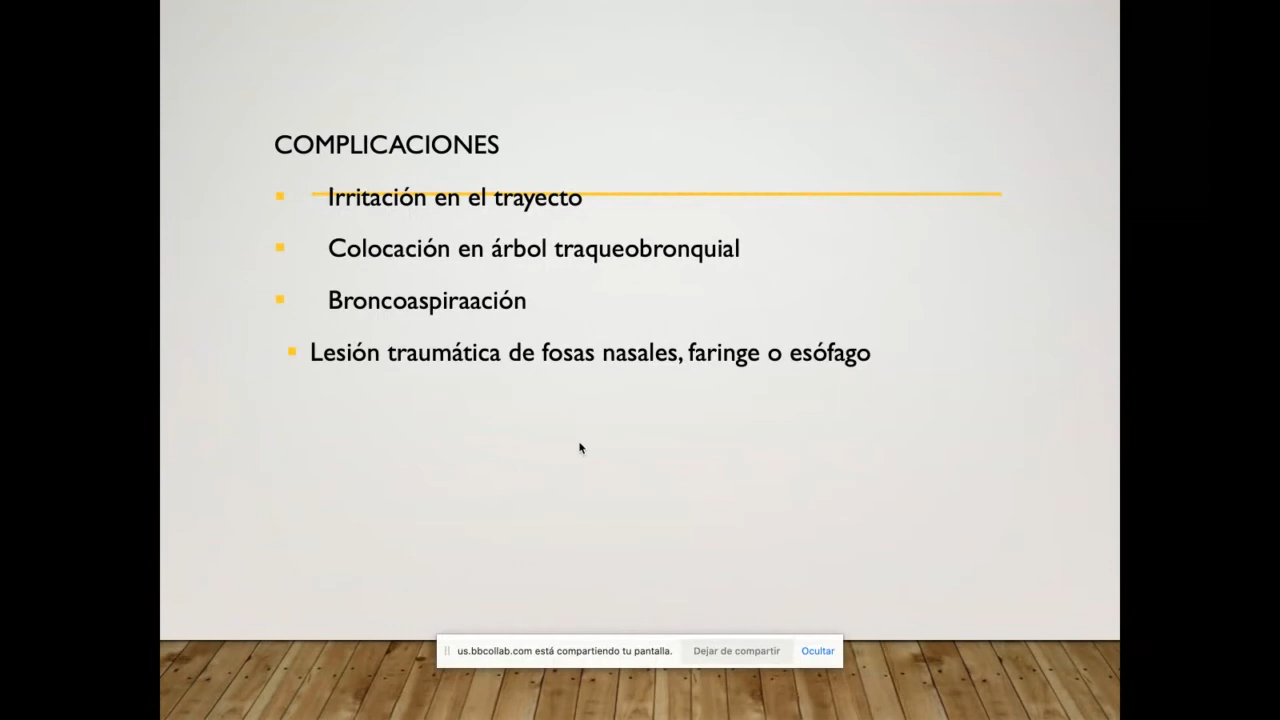 COMPLICACIONES
▪ Irritación en el trayecto
▪ Colocación en árbol traqueobronquial
▪ Broncoaspiraación
▪ Lesión traumática de fosas nasales, faringe o esófago
us.bbcollab.com está compartiendo tu pantalla. Dejar de compartir Ocultar